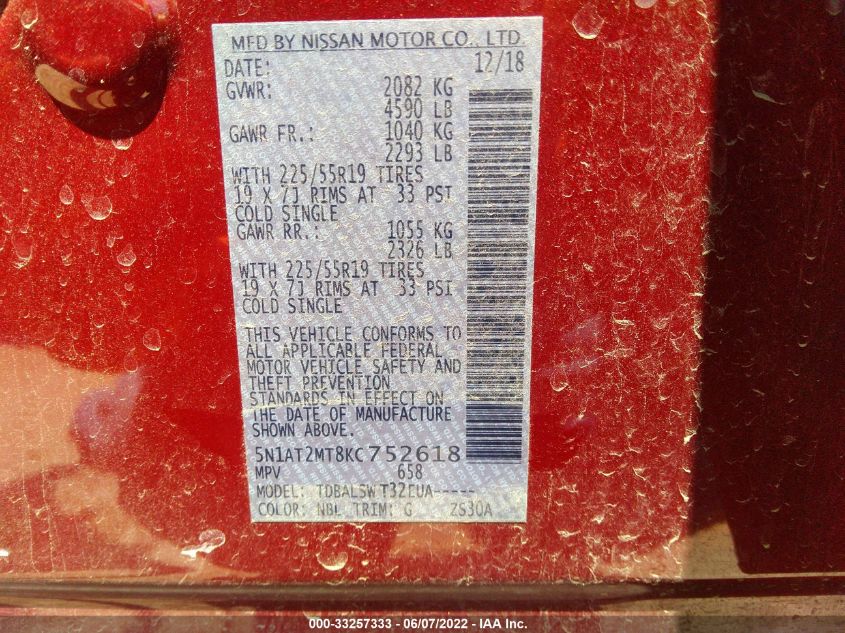 MFD BY NISSAN MOTOR CO., LTD.
DATE: 12/18
GVWR: 2082 KG
4590 LB
GAWR FR.: 1040 KG
2293 LB
WITH 225/55R19 TIRES
19 X 7J RIMS AT 33 PSI
COLD SINGLE
GAWR RR.: 1055 KG
2326 LB
WITH 225/55R19 TIRES
19 X 7J RIMS AT 33 PSI
COLD SINGLE
THIS VEHICLE CONFORMS TO
ALL APPLICABLE FEDERAL
MOTOR VEHICLE SAFETY AND
THEFT PREVENTION
STANDARDS IN EFFECT ON
THE DATE OF MANUFACTURE
SHOWN ABOVE.
5N1AT2MT8KC752618
MPV 658
MODEL: TDBALSW T32EUA-----
COLOR: NBL TRIM: G ZS30A
000-33257333 - 06/07/2022 - IAA Inc.